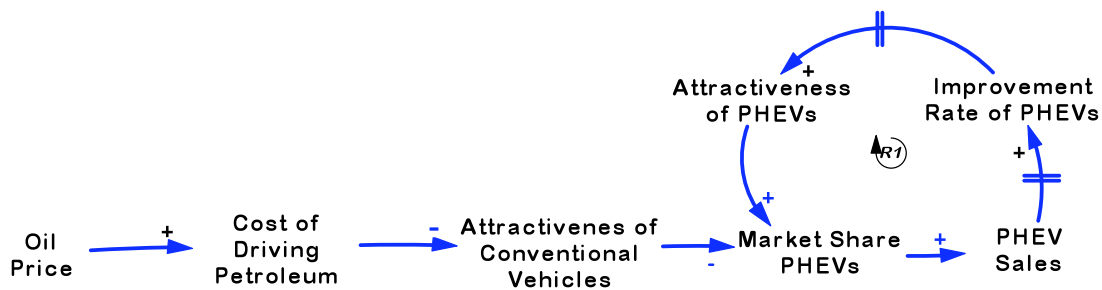 Attractiveness
of PHEVs
+
Improvement
Rate of PHEVs
R1
+
+
Oil
Price
+
Cost of
Driving
Petroleum
-
Attractivenes of
Conventional
Vehicles
-
Market Share
PHEVs
+
PHEV
Sales